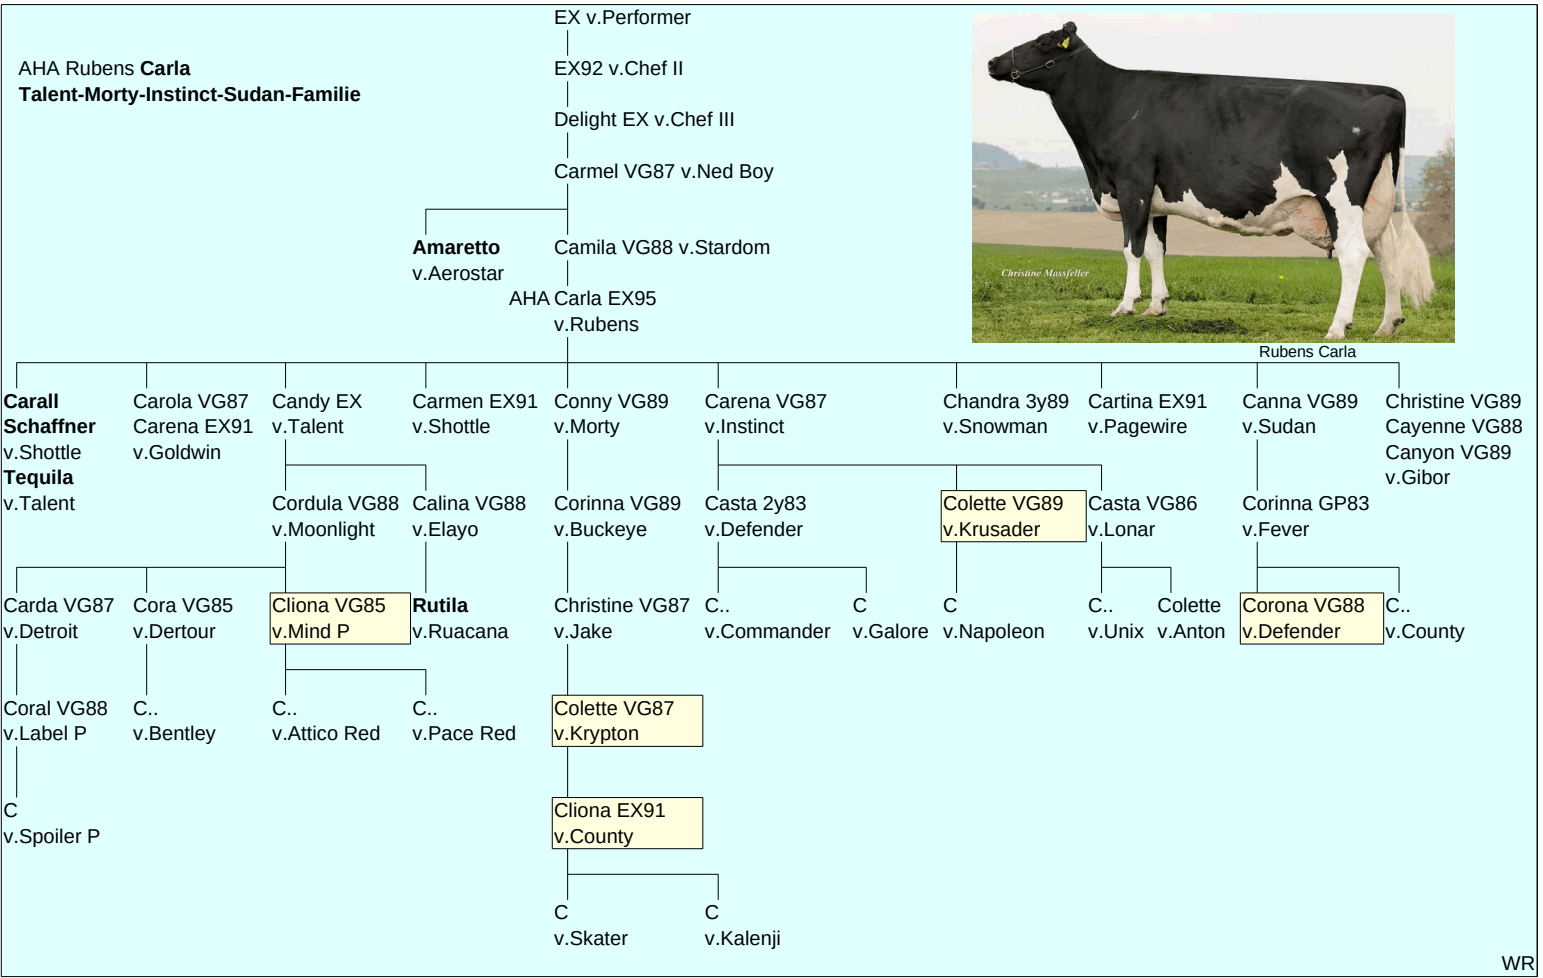 EX v.Performer
AHA Rubens Carla
Talent-Morty-Instinct-Sudan-Familie
EX92 v.Chef II
Delight EX v.Chef III
Carmel VG87 v.Ned Boy
Amaretto
v.Aerostar
Camila VG88 v.Stardom
AHA Carla EX95
v.Rubens
Christine Massfeller
Rubens Carla
Carall
Schaffner
v.Shottle
Tequila
v.Talent
Carola VG87
Carena EX91
v.Goldwin
Candy EX
v.Talent
Carmen EX91
v.Shottle
Conny VG89
v.Morty
Carena VG87
v.Instinct
Chandra 3y89
v.Snowman
Cartina EX91
v.Pagewire
Canna VG89
v.Sudan
Christine VG89
Cayenne VG88
Canyon VG89
v.Gibor
Cordula VG88
v.Moonlight
Calina VG88
v.Elayo
Corinna VG89
v.Buckeye
Casta 2y83
v.Defender
Colette VG89
v.Krusader
Casta VG86
v.Lonar
Corinna GP83
v.Fever
Carda VG87
v.Detroit
Cora VG85
v.Dertour
Cliona VG85
v.Mind P
Rutila
v.Ruacana
Christine VG87
v.Jake
C..
v.Commander
C
v.Galore
C
v.Napoleon
C..
v.Unix
Colette
v.Anton
Corona VG88
v.Defender
C..
v.County
Coral VG88
v.Label P
C..
v.Bentley
C..
v.Attico Red
C..
v.Pace Red
Colette VG87
v.Krypton
C
v.Spoiler P
Cliona EX91
v.County
C
v.Skater
C
v.Kalenji
WR